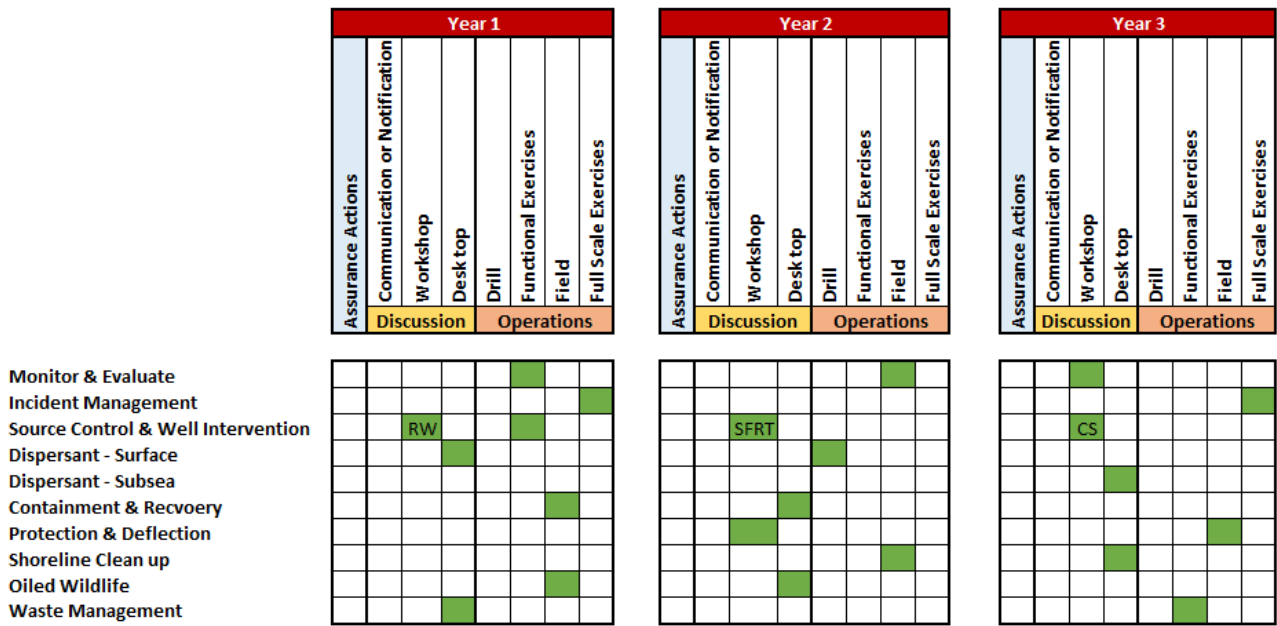 Year 1
Year 2
Year 3
Assurance Actions
Communication or Notification
Workshop
Desk top
Drill
Functional Exercises
Field
Full Scale Exercises
Discussion
Operations
Assurance Actions
Communication or Notification
Workshop
Desk top
Drill
Functional Exercises
Field
Full Scale Exercises
Discussion
Operations
Assurance Actions
Communication or Notification
Workshop
Desk top
Drill
Functional Exercises
Field
Full Scale Exercises
Discussion
Operations
Monitor & Evaluate
Incident Management
Source Control & Well Intervention RW SFRT CS
Dispersant - Surface
Dispersant - Subsea
Containment & Recvoery
Protection & Deflection
Shoreline Clean up
Oiled Wildlife
Waste Management